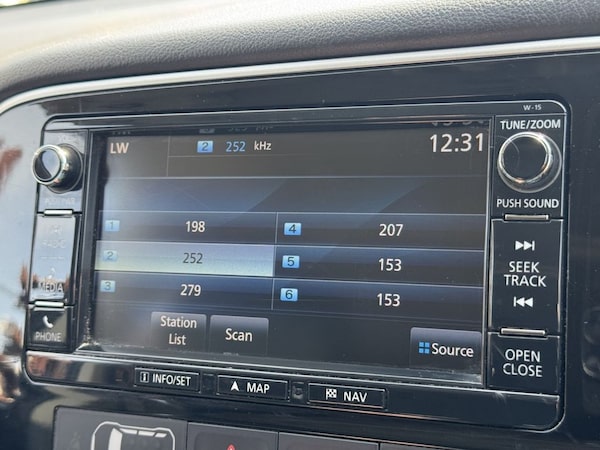 W-15
LW 2 252 kHz 12:31
TUNE/ZOOM
PUSH SOUND
1 198 4 207
2 252 5 153
3 279 6 153
SEEK
TRACK
MEDIA
PHONE
Station
List
Scan
Source
OPEN
CLOSE
INFO/SET MAP NAV